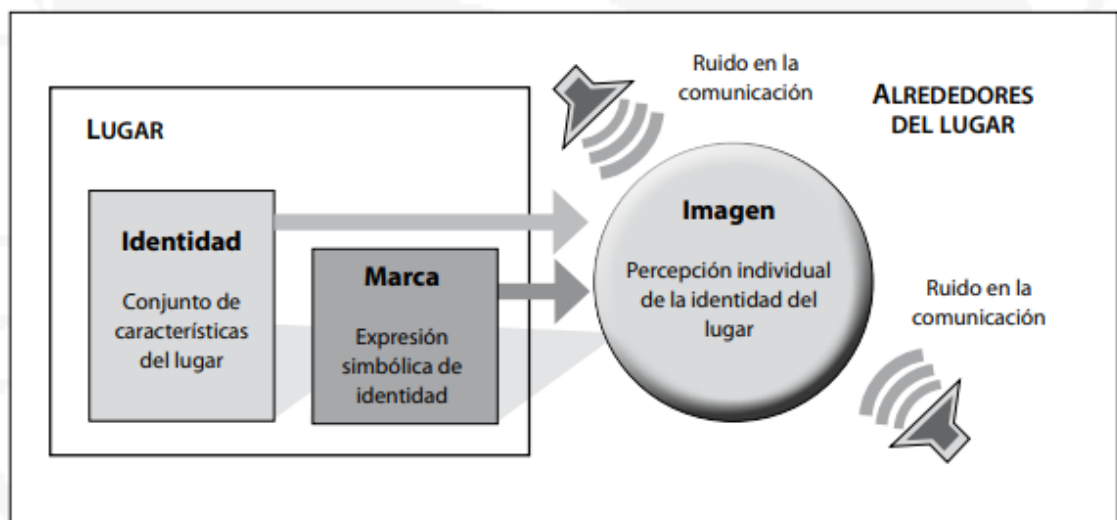 LUGAR
Identidad
Conjunto de
características
del lugar
Marca
Expresión
simbólica de
identidad
Ruido en la
comunicación
Imagen
Percepción individual
de la identidad del
lugar
ALREDEDORES
DEL LUGAR
Ruido en la
comunicación